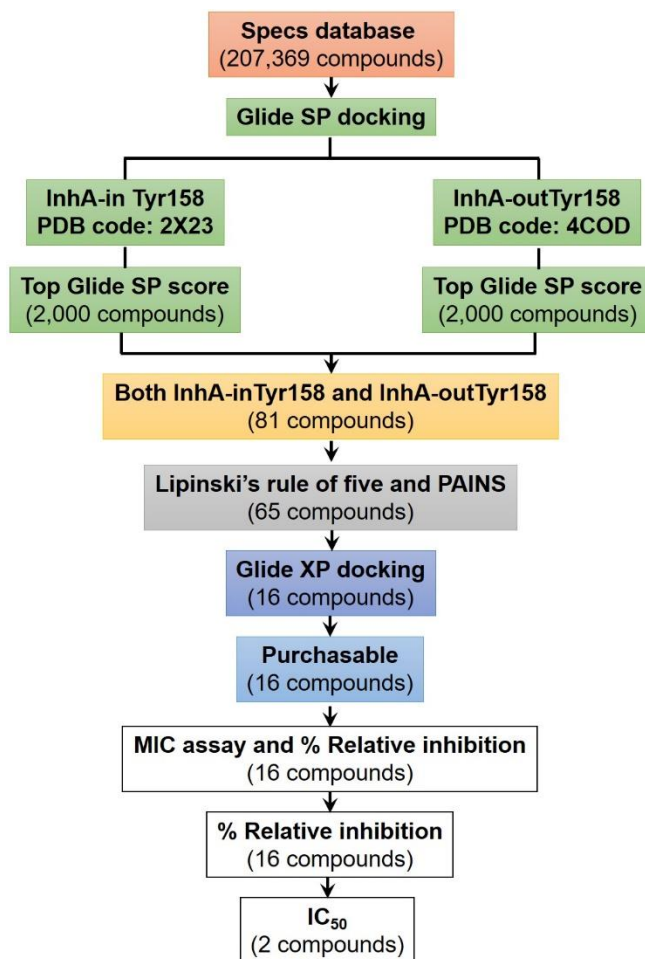 Specs database
(207,369 compounds)
Glide SP docking
InhA-in Tyr158
PDB code: 2X23
InhA-outTyr158
PDB code: 4COD
Top Glide SP score
(2,000 compounds)
Top Glide SP score
(2,000 compounds)
Both InhA-inTyr158 and InhA-outTyr158
(81 compounds)
Lipinski's rule of five and PAINS
(65 compounds)
Glide XP docking
(16 compounds)
Purchasable
(16 compounds)
MIC assay and % Relative inhibition
(16 compounds)
% Relative inhibition
(16 compounds)
IC₅₀
(2 compounds)